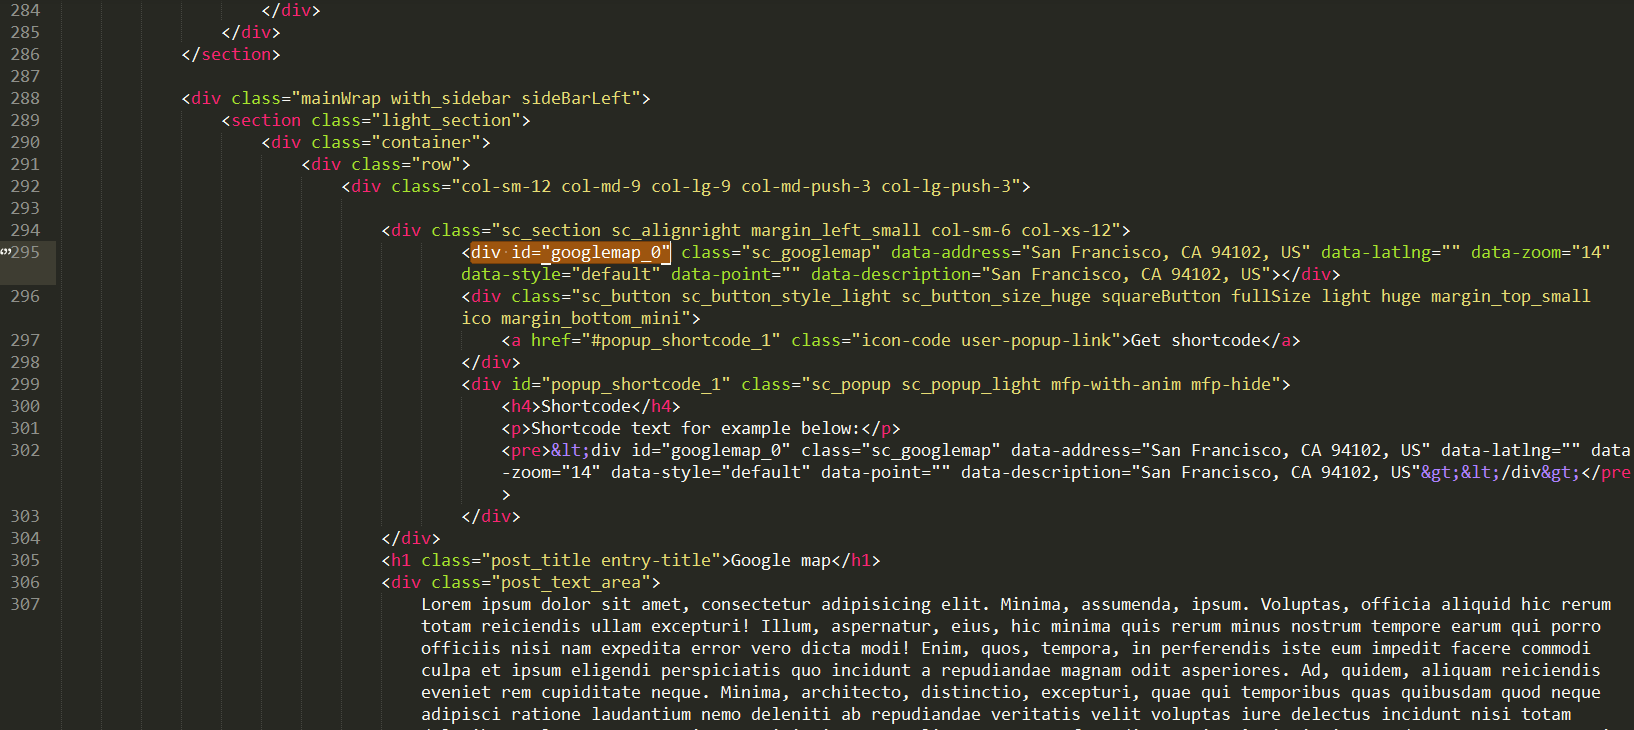 284 </div>
285 </div>
286 </section>
287
288 <div class="mainWrap with_sidebar sideBarLeft">
289 <section class="light_section">
290 <div class="container">
291 <div class="row">
292 <div class="col-sm-12 col-md-9 col-lg-9 col-md-push-3 col-lg-push-3">
293
294 <div class="sc_section sc_alignright margin_left_small col-sm-6 col-xs-12">
295 <div id="googlemap_0" class="sc_googlemap" data-address="San Francisco, CA 94102, US" data-latlng="" data-zoom="14"
data-style="default" data-point="" data-description="San Francisco, CA 94102, US"></div>
296 <div class="sc_button sc_button_style_light sc_button_size_huge squareButton fullSize light huge margin_top_small
ico margin_bottom_mini">
297 <a href="#popup_shortcode_1" class="icon-code user-popup-link">Get shortcode</a>
298 </div>
299 <div id="popup_shortcode_1" class="sc_popup sc_popup_light mfp-with-anim mfp-hide">
300 <h4>Shortcode</h4>
301 <p>Shortcode text for example below:</p>
302 <pre>&lt;div id="googlemap_0" class="sc_googlemap" data-address="San Francisco, CA 94102, US" data-latlng="" data
-zoom="14" data-style="default" data-point="" data-description="San Francisco, CA 94102, US"&gt;&lt;/div&gt;</pre
>
303 </div>
304 </div>
305 <h1 class="post_title entry-title">Google map</h1>
306 <div class="post_text_area">
307 Lorem ipsum dolor sit amet, consectetur adipisicing elit. Minima, assumenda, ipsum. Voluptas, officia aliquid hic rerum
totam reiciendis ullam excepturi! Illum, aspernatur, eius, hic minima quis rerum minus nostrum tempore earum qui porro
officiis nisi nam expedita error vero dicta modi! Enim, quos, tempora, in perferendis iste eum impedit facere commodi
culpa et ipsum eligendi perspiciatis quo incidunt a repudiandae magnam odit asperiores. Ad, quidem, aliquam reiciendis
eveniet rem cupiditate neque. Minima, architecto, distinctio, excepturi, quae qui temporibus quas quibusdam quod neque
adipisci ratione laudantium nemo deleniti ab repudiandae veritatis velit voluptas iure delectus incidunt nisi totam